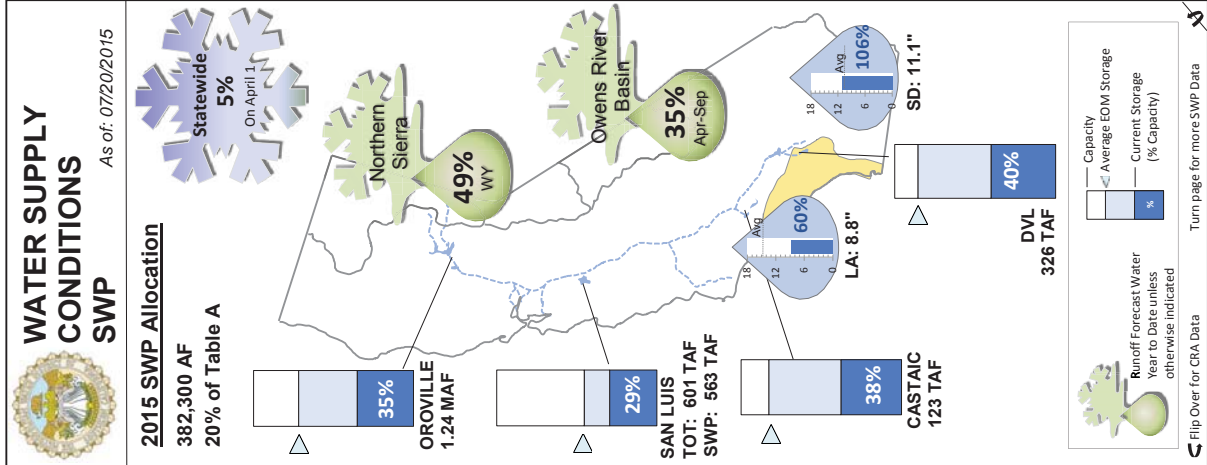 WATER SUPPLY
CONDITIONS
SWP
As of: 07/20/2015
2015 SWP Allocation
382,300 AF
20% of Table A
Statewide
5%
On April 1
Northern
Sierra
49%
WY
Owens River
Basin
35%
Apr-Sep
35%
OROVILLE
1.24 MAF
29%
SAN LUIS
TOT: 601 TAF
SWP: 563 TAF
38%
CASTAIC
123 TAF
18
Avg
12
6
0
60%
LA: 8.8"
18
Avg
12
6
0
106%
SD: 11.1"
40%
DVL
326 TAF
Runoff Forecast Water
Year to Date unless
otherwise indicated
Capacity
Average EOM Storage
Current Storage
(% Capacity)
%
Flip Over for CRA Data
Turn page for more SWP Data